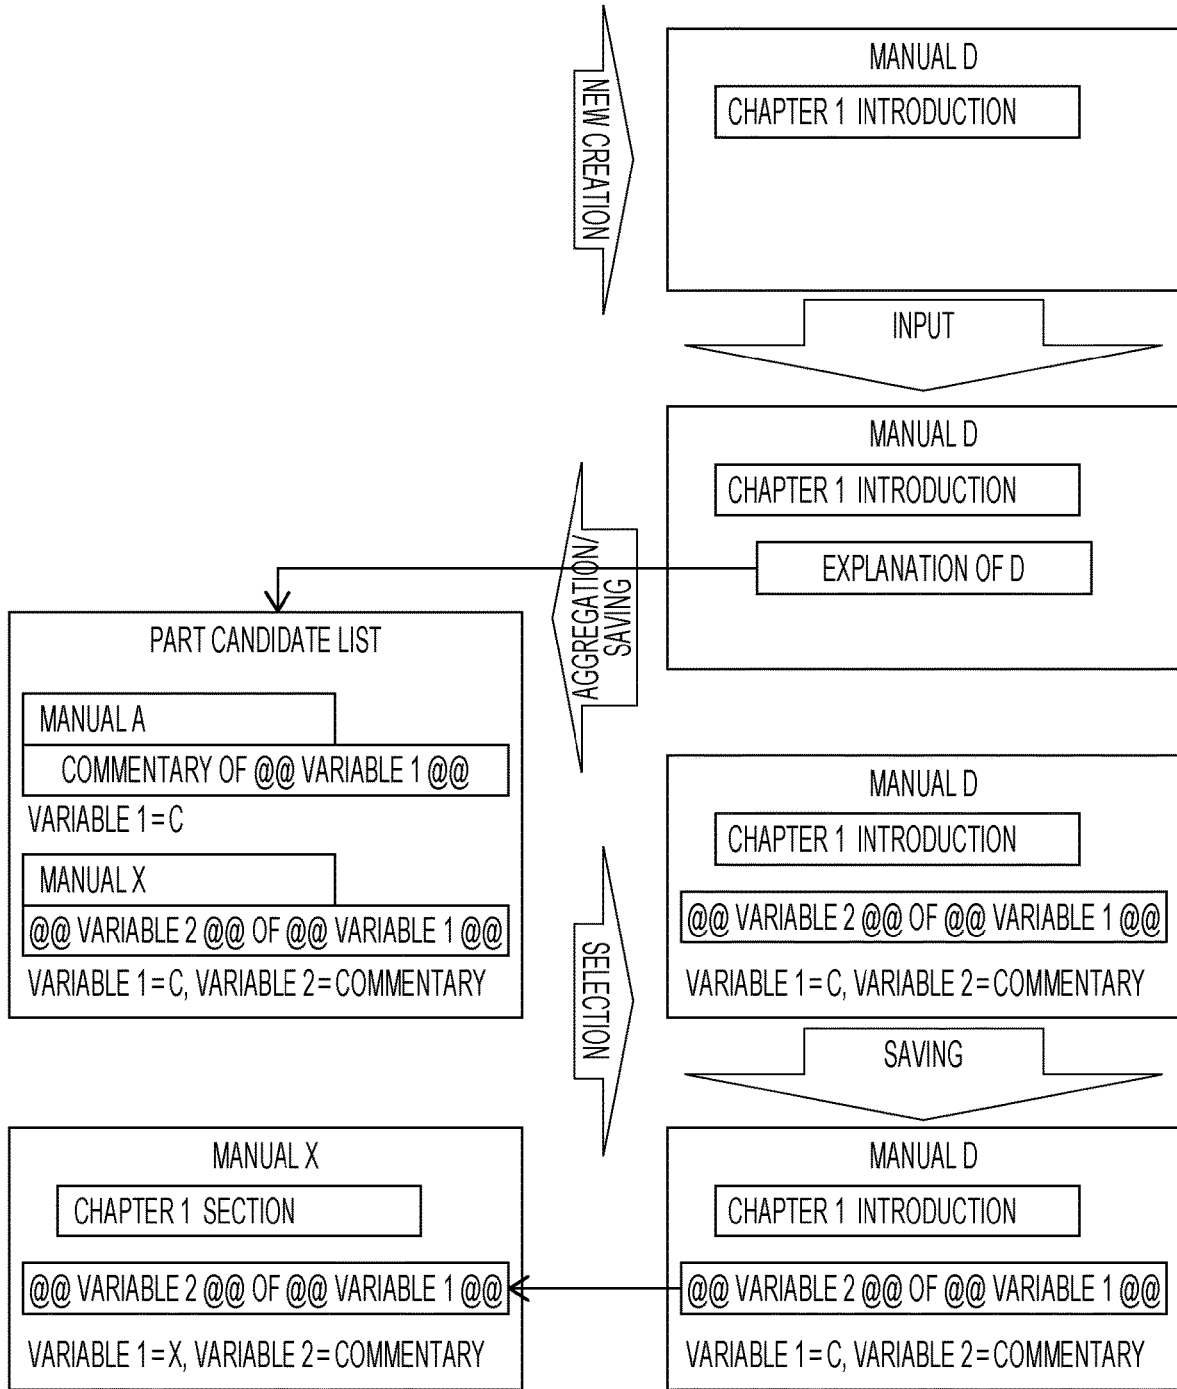 NEW CREATION
MANUAL D
CHAPTER 1 INTRODUCTION
INPUT
MANUAL D
CHAPTER 1 INTRODUCTION
EXPLANATION OF D
AGGREGATION/
SAVING
PART CANDIDATE LIST
MANUAL A
COMMENTARY OF @@ VARIABLE 1 @@
VARIABLE 1=C
MANUAL X
@@ VARIABLE 2 @@ OF @@ VARIABLE 1 @@
VARIABLE 1=C, VARIABLE 2=COMMENTARY
SELECTION
MANUAL D
CHAPTER 1 INTRODUCTION
@@ VARIABLE 2 @@ OF @@ VARIABLE 1 @@
VARIABLE 1=C, VARIABLE 2=COMMENTARY
SAVING
MANUAL D
CHAPTER 1 INTRODUCTION
@@ VARIABLE 2 @@ OF @@ VARIABLE 1 @@
VARIABLE 1=C, VARIABLE 2=COMMENTARY
MANUAL X
CHAPTER 1 SECTION
@@ VARIABLE 2 @@ OF @@ VARIABLE 1 @@
VARIABLE 1=X, VARIABLE 2=COMMENTARY